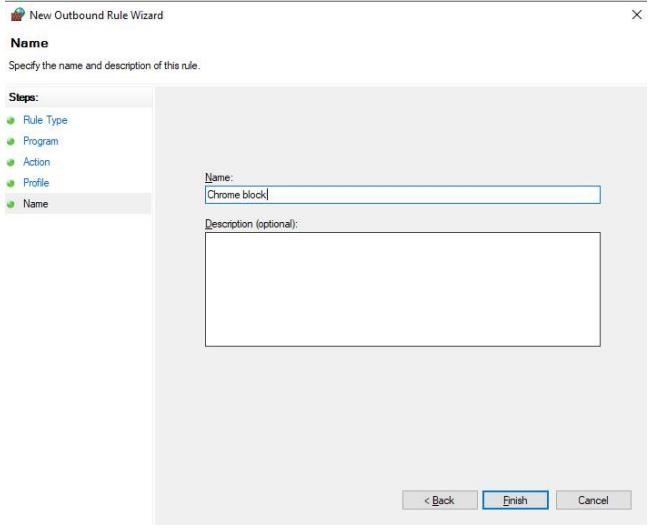 New Outbound Rule Wizard
Name
Specify the name and description of this rule.
Steps:
Rule Type
Program
Action
Profile
Name
Name:
Chrome block
Description (optional):
< Back
Finish
Cancel